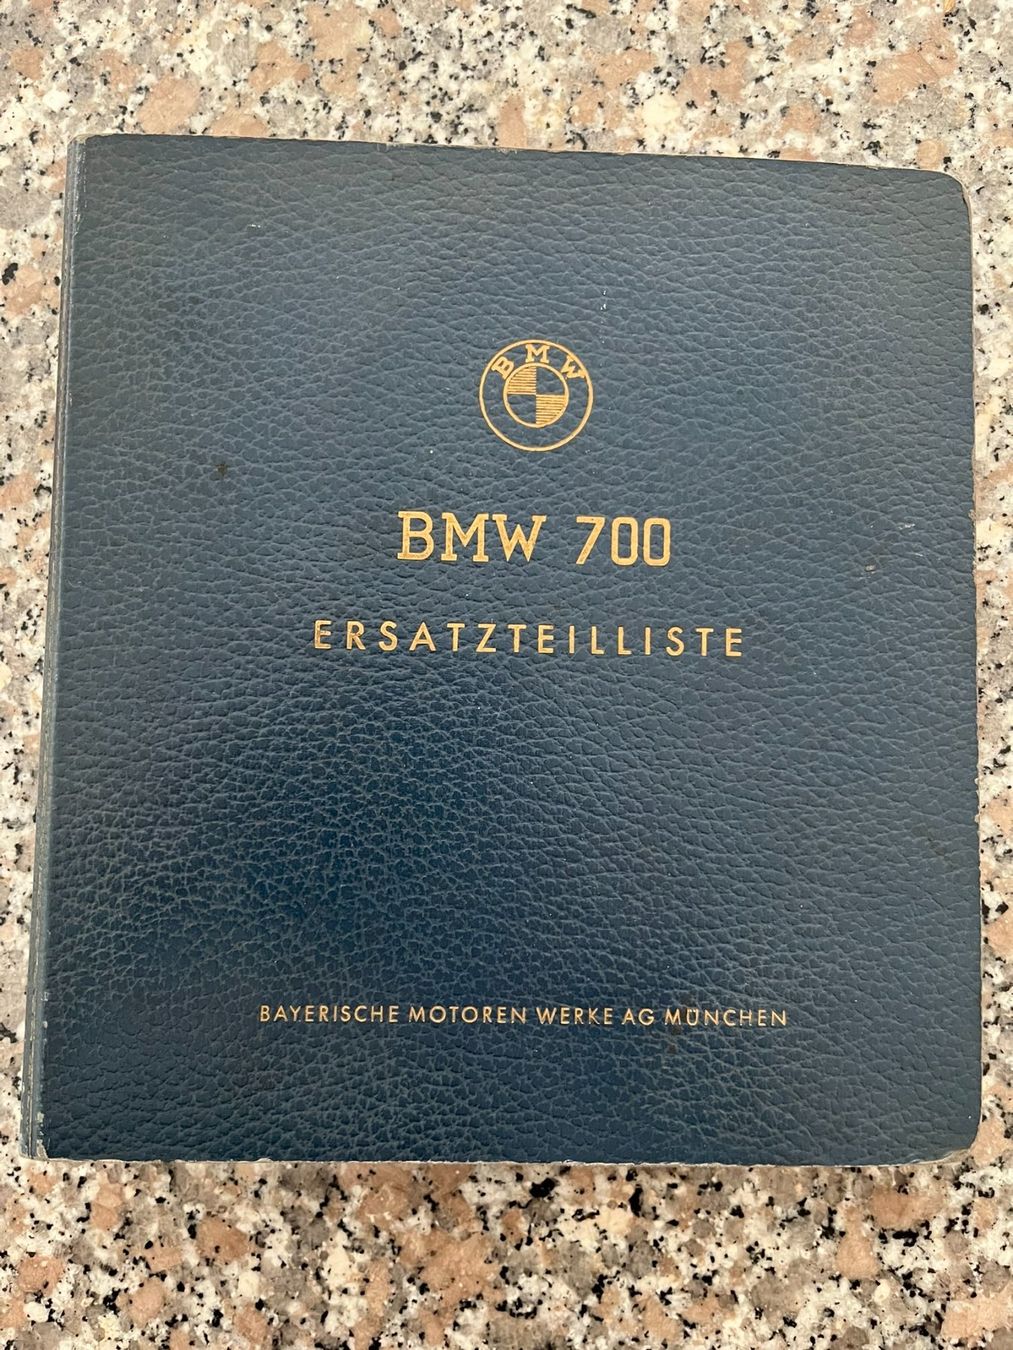 BMW
BMW 700
ERSATZTEILLISTE
BAYERISCHE MOTOREN WERKE AG MÜNCHEN